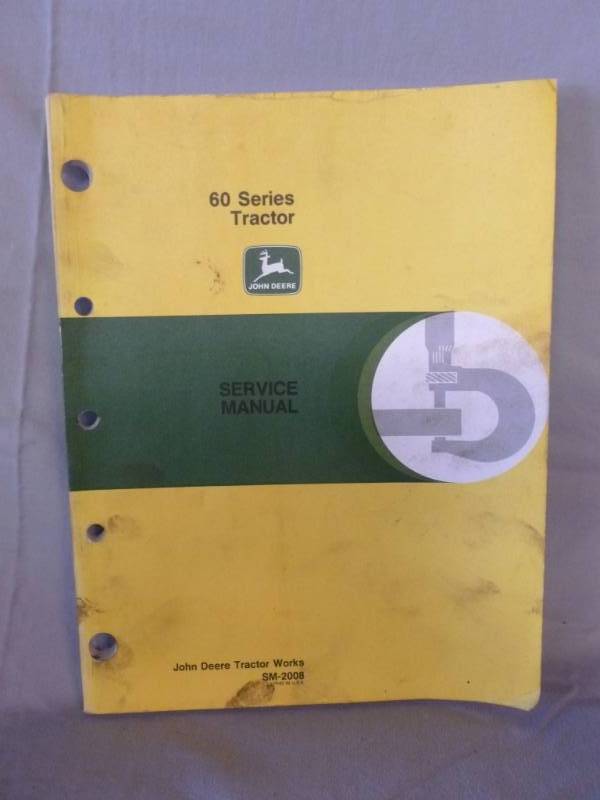 60 Series
Tractor
JOHN DEERE
SERVICE
MANUAL
John Deere Tractor Works
SM-2008